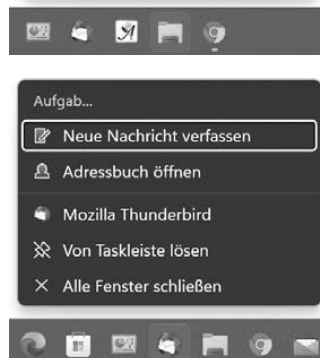 Aufgab...
Neue Nachricht verfassen
Adressbuch öffnen
Mozilla Thunderbird
Von Taskleiste lösen
Alle Fenster schließen